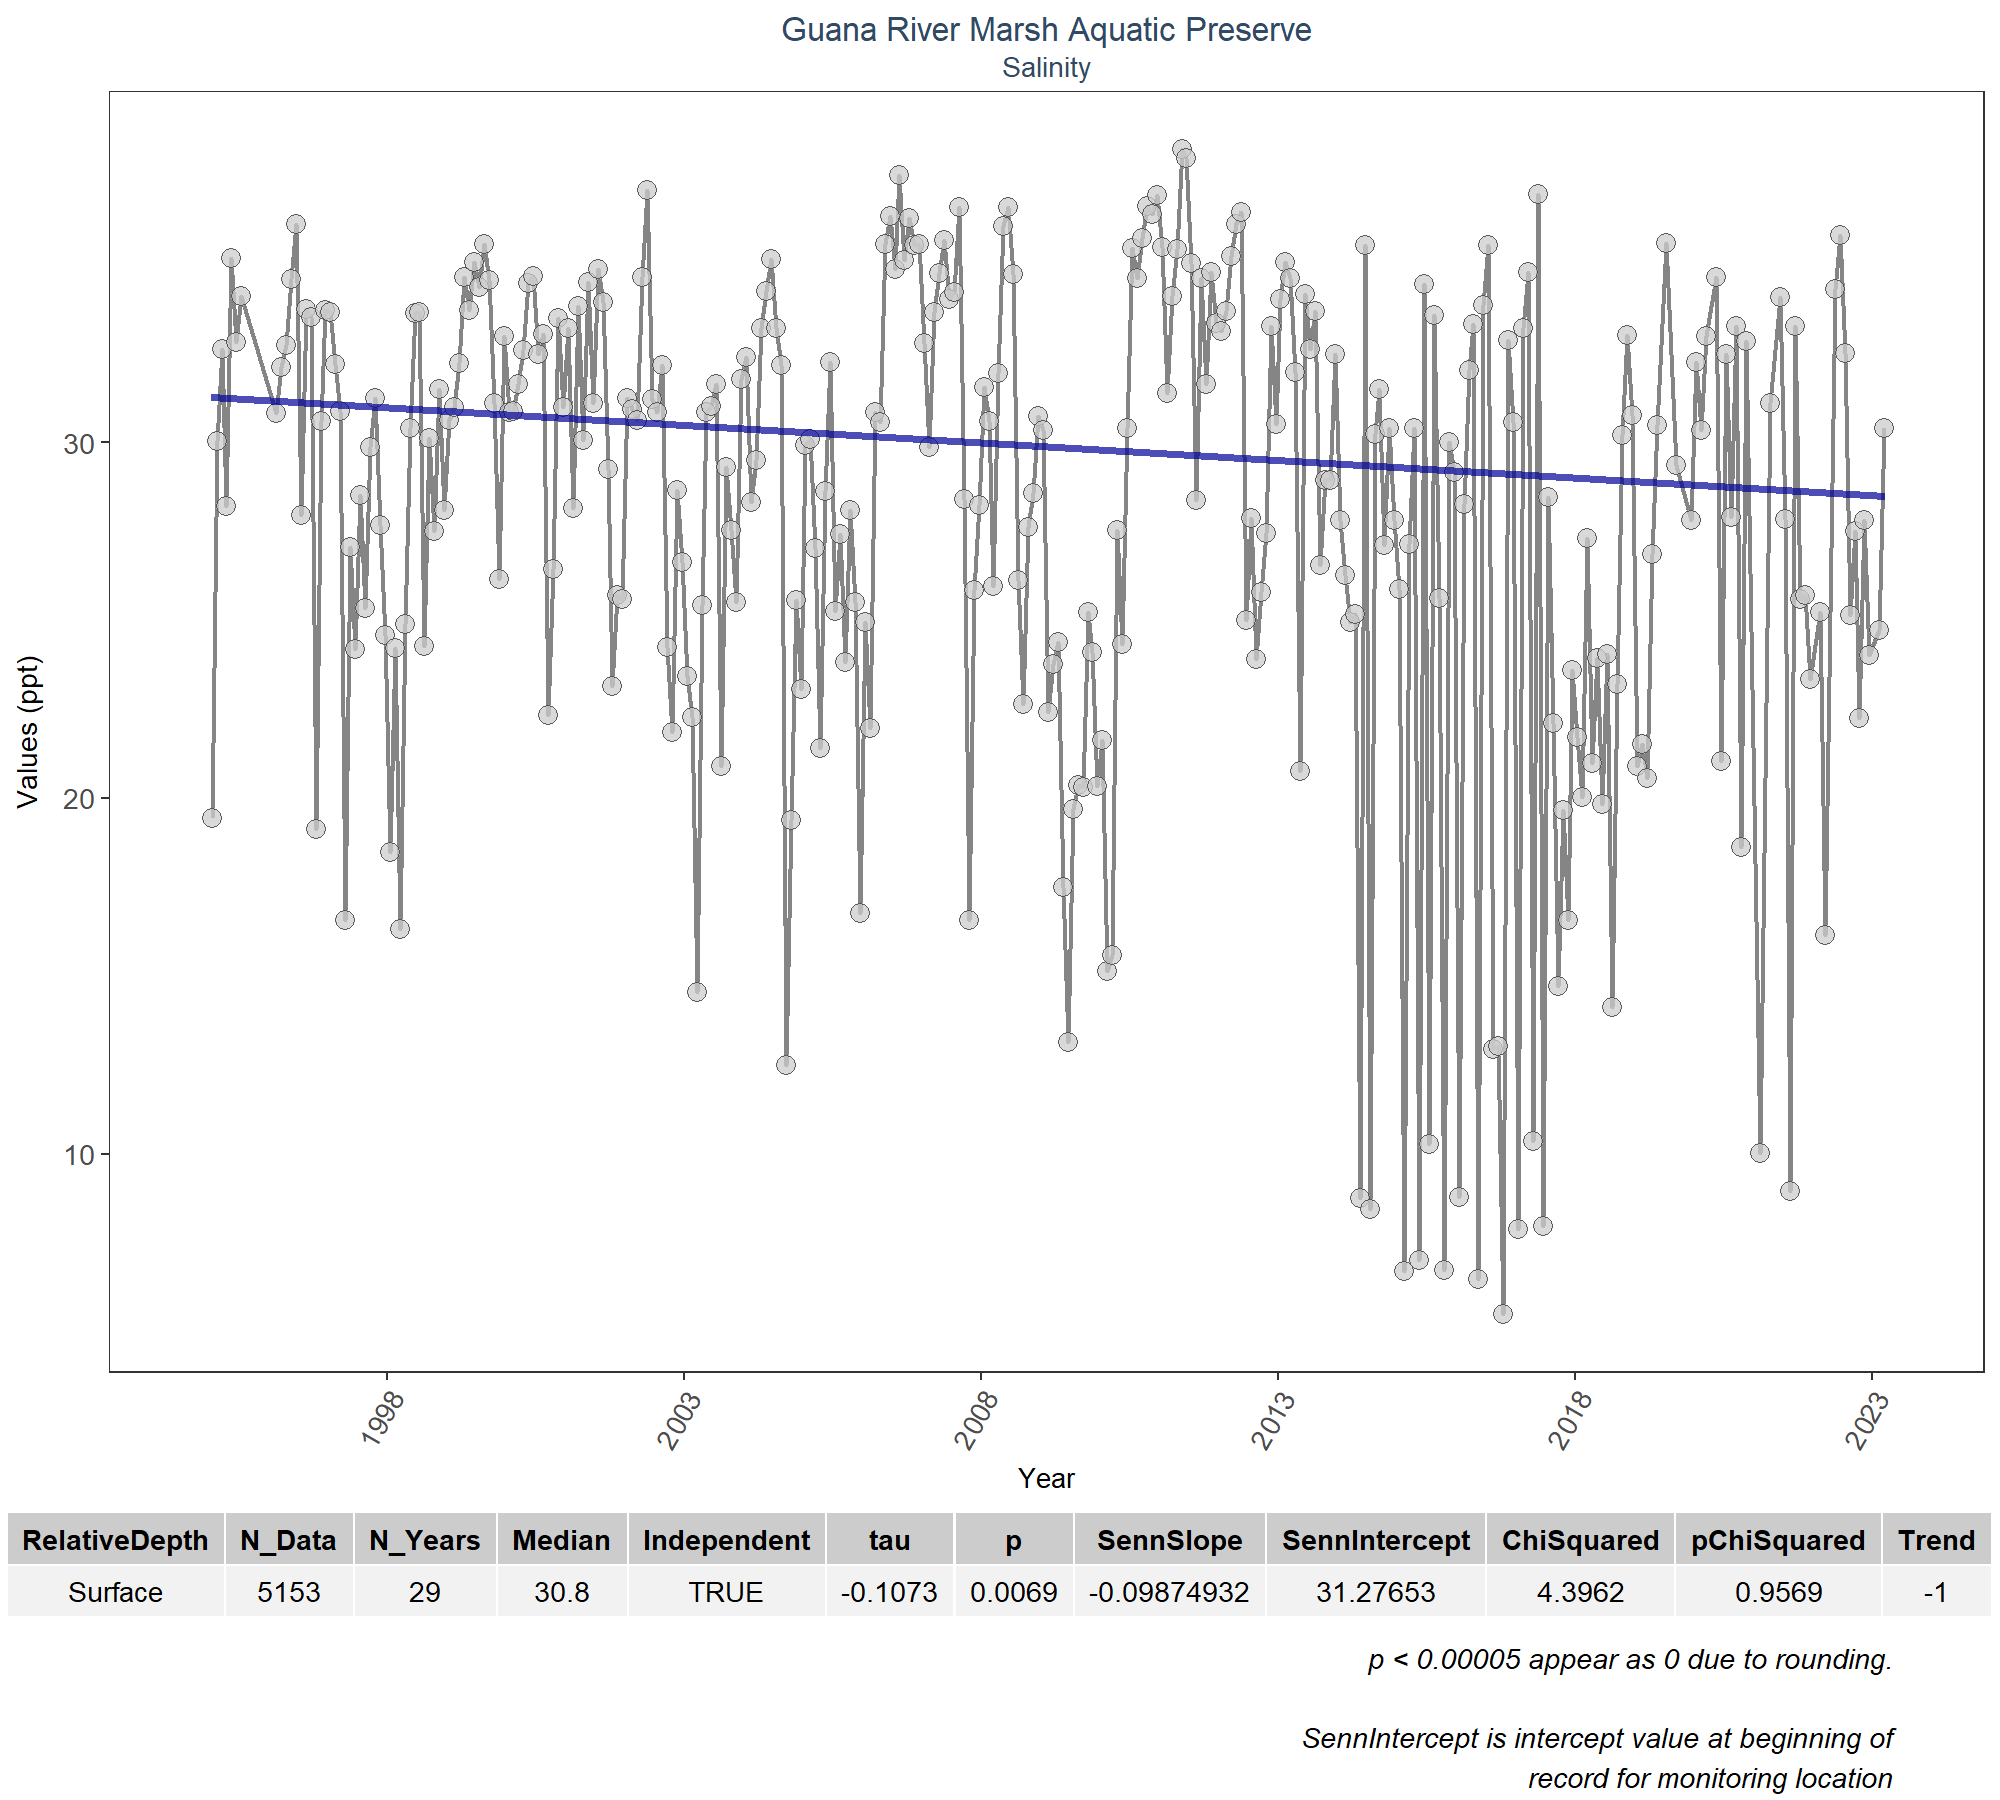 Guana River Marsh Aquatic Preserve
Salinity
Values (ppt)
30
20
10
1998 2003 2008 2013 2018 2023
Year
RelativeDepth N_Data N_Years Median Independent tau p SennSlope SennIntercept ChiSquared pChiSquared Trend
Surface 5153 29 30.8 TRUE -0.1073 0.0069 -0.09874932 31.27653 4.3962 0.9569 -1
p < 0.00005 appear as 0 due to rounding.
SennIntercept is intercept value at beginning of
record for monitoring location